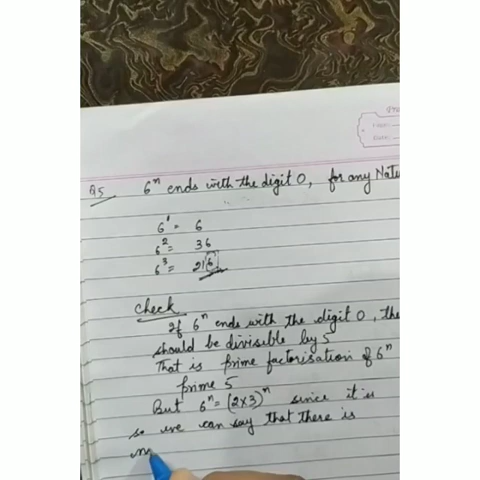 Q5 6ⁿ ends with the digit 0, for any Natu
6¹ = 6
6² = 36
6³ = 216
Check
If 6ⁿ ends with the digit 0, the
should be divisible by 5
That is prime factorisation of 6ⁿ
prime 5
But 6ⁿ = (2×3)ⁿ since it is
so we can say that there is